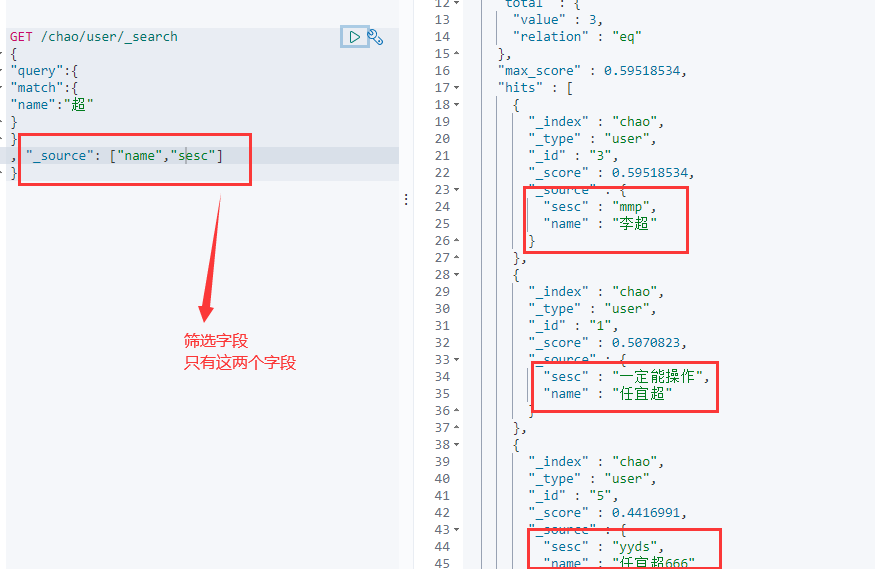 GET /chao/user/_search
{
"query":{
"match":{
"name":"超"
}
}
, "_source": ["name","sesc"]
}
筛选字段
只有这两个字段
12 "total" : {
13 "value" : 3,
14 "relation" : "eq"
15 },
16 "max_score" : 0.59518534,
17 "hits" : [
18 {
19 "_index" : "chao",
20 "_type" : "user",
21 "_id" : "3",
22 "_score" : 0.59518534,
23 "_source" : {
24 "sesc" : "mmp",
25 "name" : "李超"
26 }
27 },
28 {
29 "_index" : "chao",
30 "_type" : "user",
31 "_id" : "1",
32 "_score" : 0.5070823,
33 "_source" : {
34 "sesc" : "一定能操作",
35 "name" : "任宜超"
36 }
37 },
38 {
39 "_index" : "chao",
40 "_type" : "user",
41 "_id" : "5",
42 "_score" : 0.4416991,
43 "_source" : {
44 "sesc" : "yyds",
45 "name" : "任宜超666"